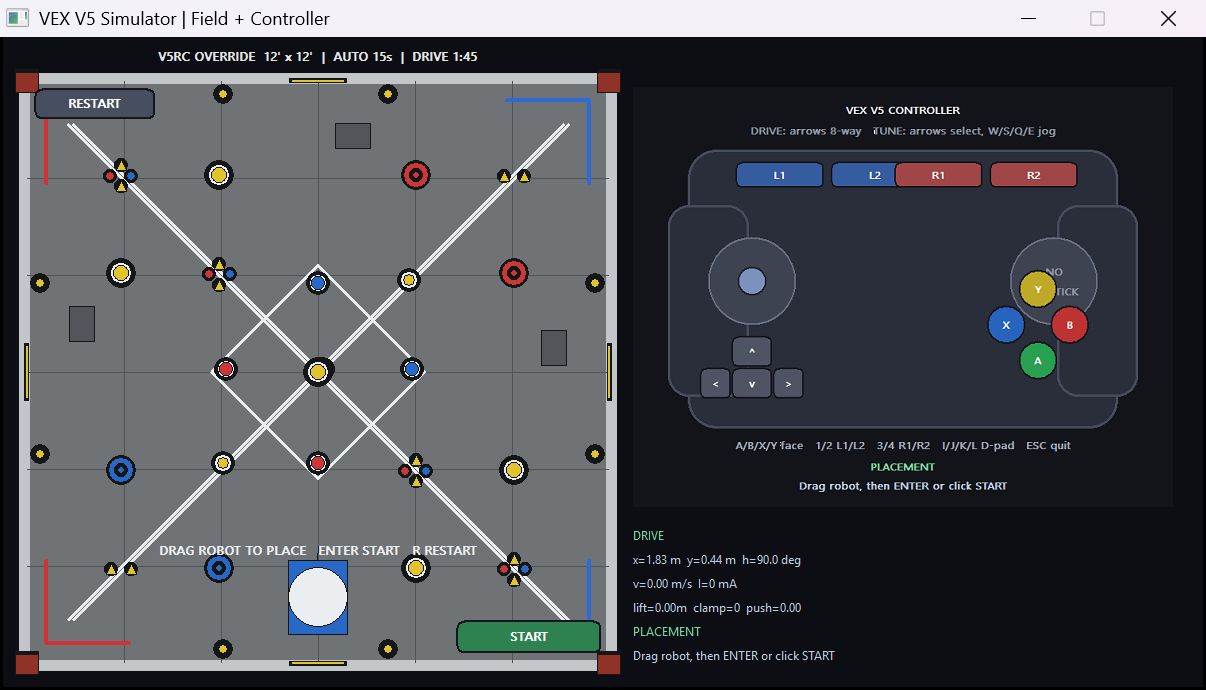 VEX V5 Simulator | Field + Controller
V5RC OVERRIDE 12' x 12' | AUTO 15s | DRIVE 1:45
RESTART
DRAG ROBOT TO PLACE ENTER START R RESTART
START
VEX V5 CONTROLLER
DRIVE: arrows 8-way TUNE: arrows select, W/S/Q/E jog
L1
L2
R1
R2
NO
TICK
Y
X
B
A
^
<
v
>
A/B/X/Y face 1/2 L1/L2 3/4 R1/R2 I/J/K/L D-pad ESC quit
PLACEMENT
Drag robot, then ENTER or click START
DRIVE
x=1.83 m y=0.44 m h=90.0 deg
v=0.00 m/s I=0 mA
lift=0.00m clamp=0 push=0.00
PLACEMENT
Drag robot, then ENTER or click START